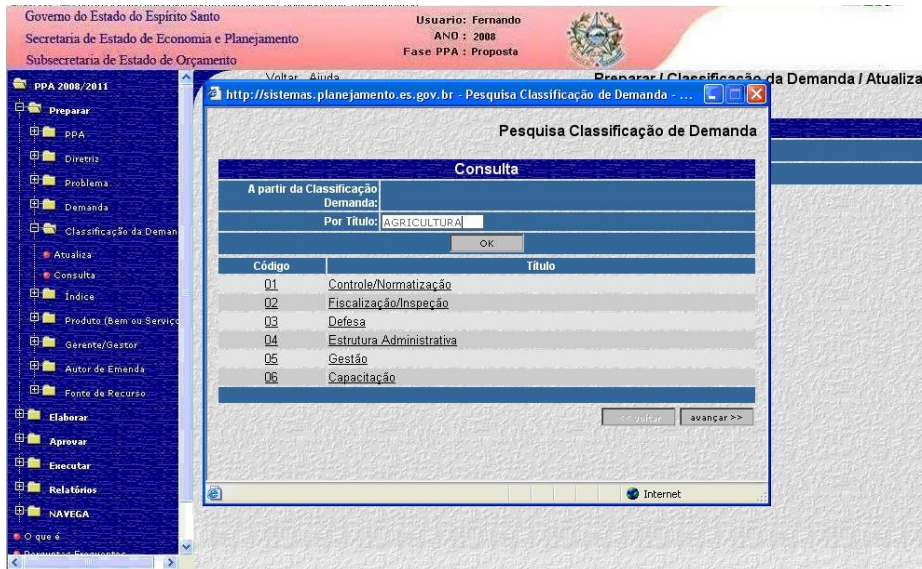 Governo do Estado do Espírito Santo
Secretaria de Estado de Economia e Planejamento
Subsecretaria de Estado de Orçamento
Usuario: Fernando
ANO : 2008
Fase PPA : Proposta
Voltar Ajuda
Preparar / Classificação da Demanda / Atualiza
PPA 2008/2011
Preparar
PPA
Diretriz
Problema
Demanda
Classificação da Deman
Atualiza
Consulta
Índice
Produto (Bem ou Serviço
Gerente/Gestor
Autor de Emenda
Fonte de Recurso
Elaborar
Aprovar
Executar
Relatórios
NAVEGA
O que é
Perguntas Frequentes
http://sistemas.planejamento.es.gov.br - Pesquisa Classificação de Demanda - ...
Pesquisa Classificação de Demanda
Consulta
A partir da Classificação
Demanda:
Por Título: AGRICULTURA
OK
Código Título
01 Controle/Normatização
02 Fiscalização/Inspeção
03 Defesa
04 Estrutura Administrativa
05 Gestão
06 Capacitação
<< voltar avançar >>
Internet